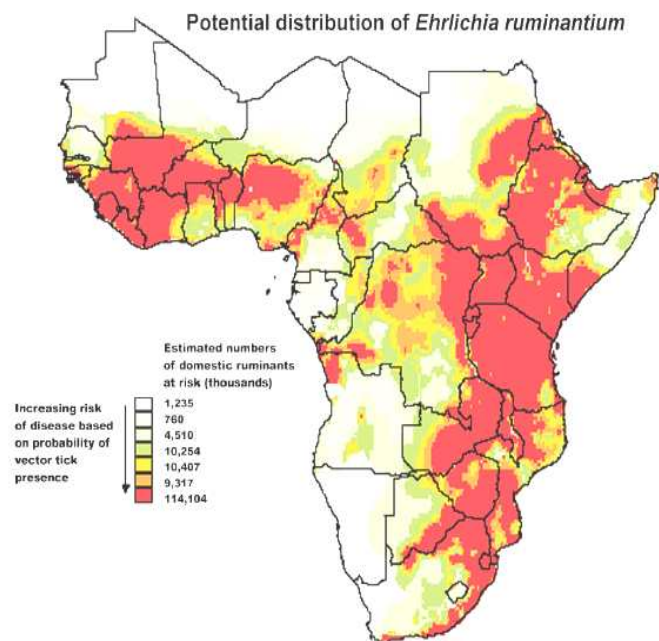 Potential distribution of Ehrlichia ruminantium
Estimated numbers
of domestic ruminants
at risk (thousands)
Increasing risk
of disease based
on probability of
vector tick
presence
1,235
760
4,510
10,254
10,407
9,317
114,104